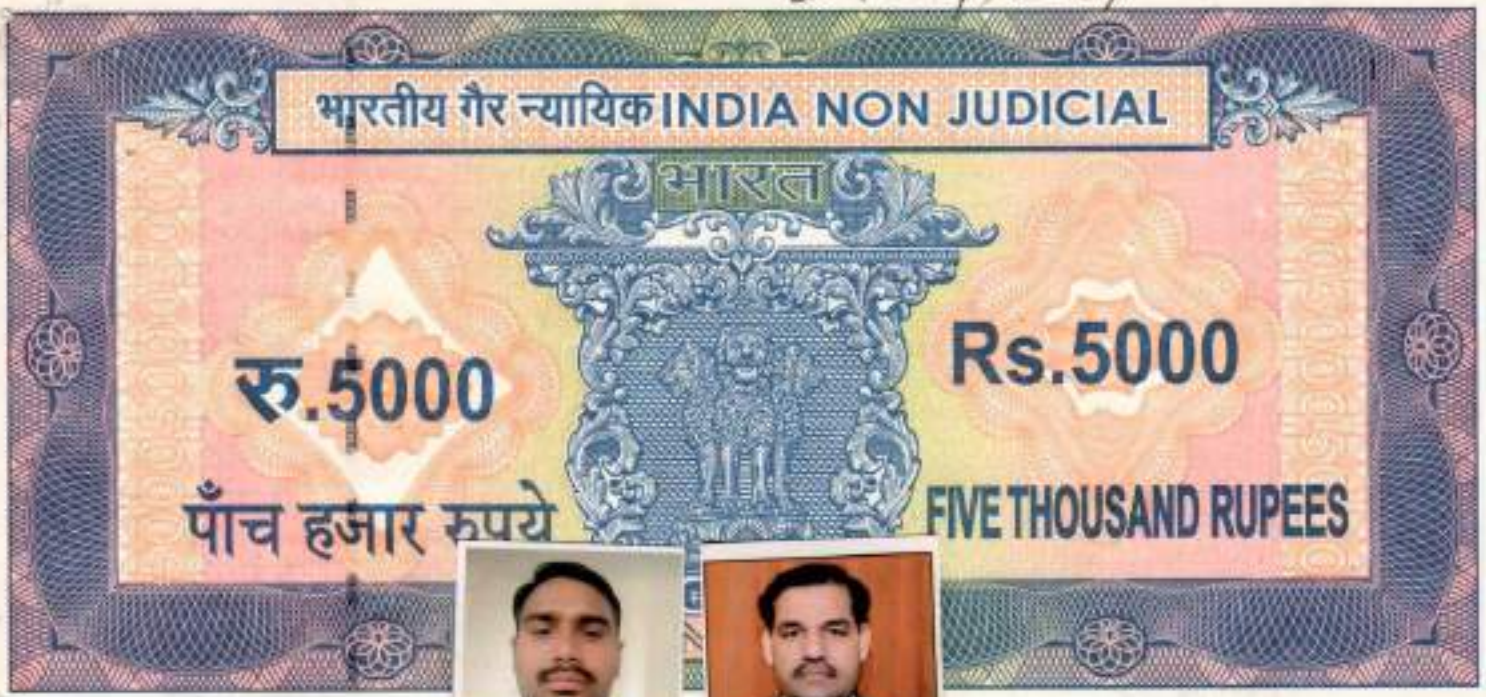 भारतीय गैर न्यायिक INDIA NON JUDICIAL
भारत
रु.5000
Rs.5000
पाँच हजार रुपये
FIVE THOUSAND RUPEES